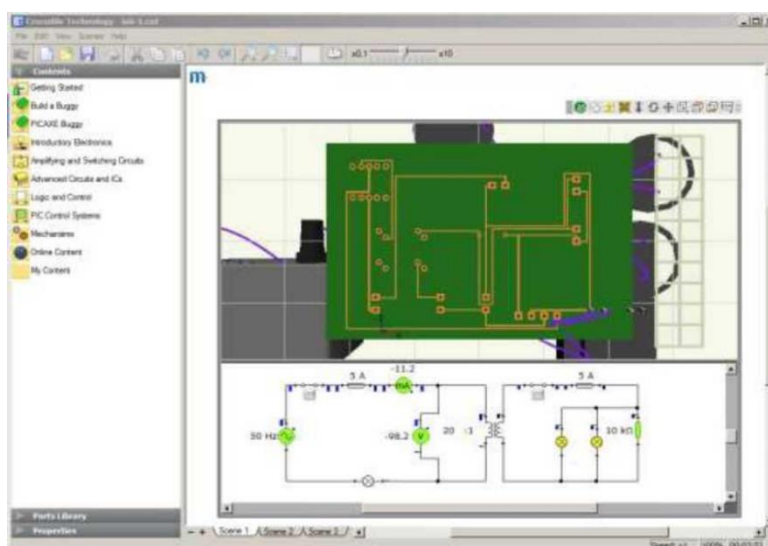 Crocodile Technology - lab-1.cxt
File Edit View Scenes Help
x0.1 x10
Contents
Getting Started
Build a Buggy
PICAXE Buggy
Introductory Electronics
Amplifying and Switching Circuits
Advanced Circuits and ICs
Logic and Control
PIC Control Systems
Mechanisms
Online Content
My Content
m
-11.2
5 A
mA
5 A
50 Hz
-98.2
V
20 :1
10 kΩ
Parts Library
Properties
Scene 1 Scene 2 Scene 3